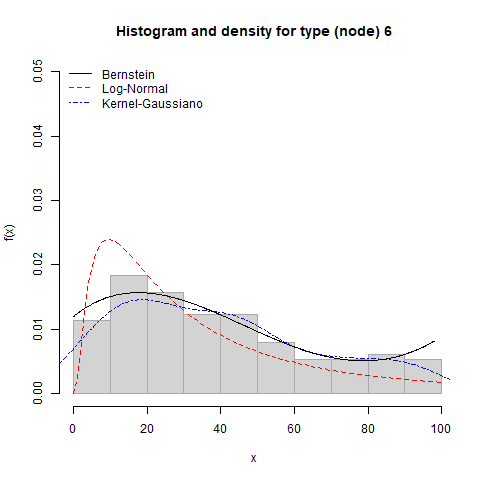 Histogram and density for type (node) 6
Bernstein
Log-Normal
Kernel-Gaussiano
f(x)
0.05
0.04
0.03
0.02
0.01
0.00
0 20 40 60 80 100
x